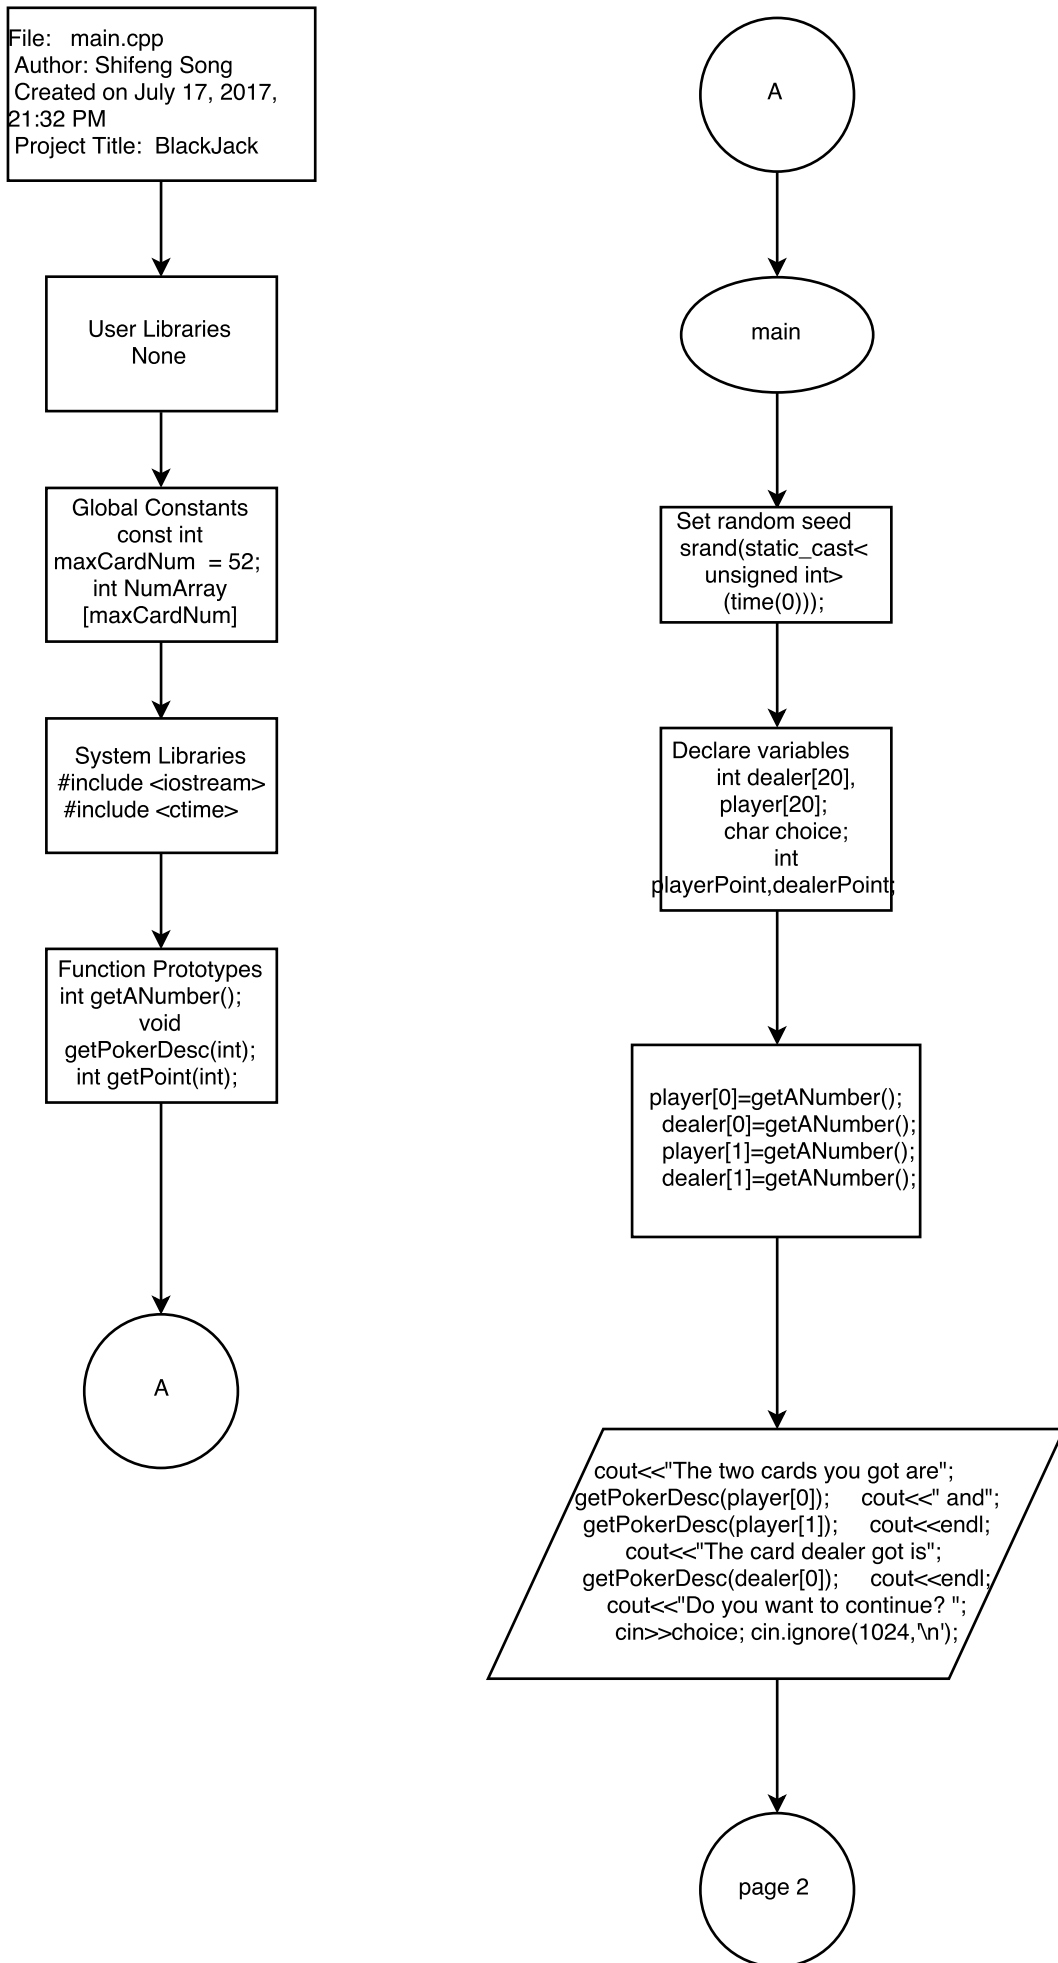 File:   main.cpp
Author: Shifeng Song
Created on July 17, 2017,
21:32 PM
Project Title:  BlackJack
User Libraries
None
Global Constants
const int
maxCardNum  = 52;
int NumArray
[maxCardNum]
System Libraries
#include <iostream>
#include <ctime>
Function Prototypes
int getANumber();
void
getPokerDesc(int);
int getPoint(int);
A
A
main
Set random seed
srand(static_cast<
unsigned int>
(time(0)));
Declare variables
int dealer[20],
player[20];
char choice;
int
playerPoint,dealerPoint;
player[0]=getANumber();
dealer[0]=getANumber();
player[1]=getANumber();
dealer[1]=getANumber();
cout<<"The two cards you got are";
getPokerDesc(player[0]);     cout<<" and";
getPokerDesc(player[1]);     cout<<endl;
cout<<"The card dealer got is";
getPokerDesc(dealer[0]);     cout<<endl;
cout<<"Do you want to continue? ";
cin>>choice; cin.ignore(1024,'\n');
page 2